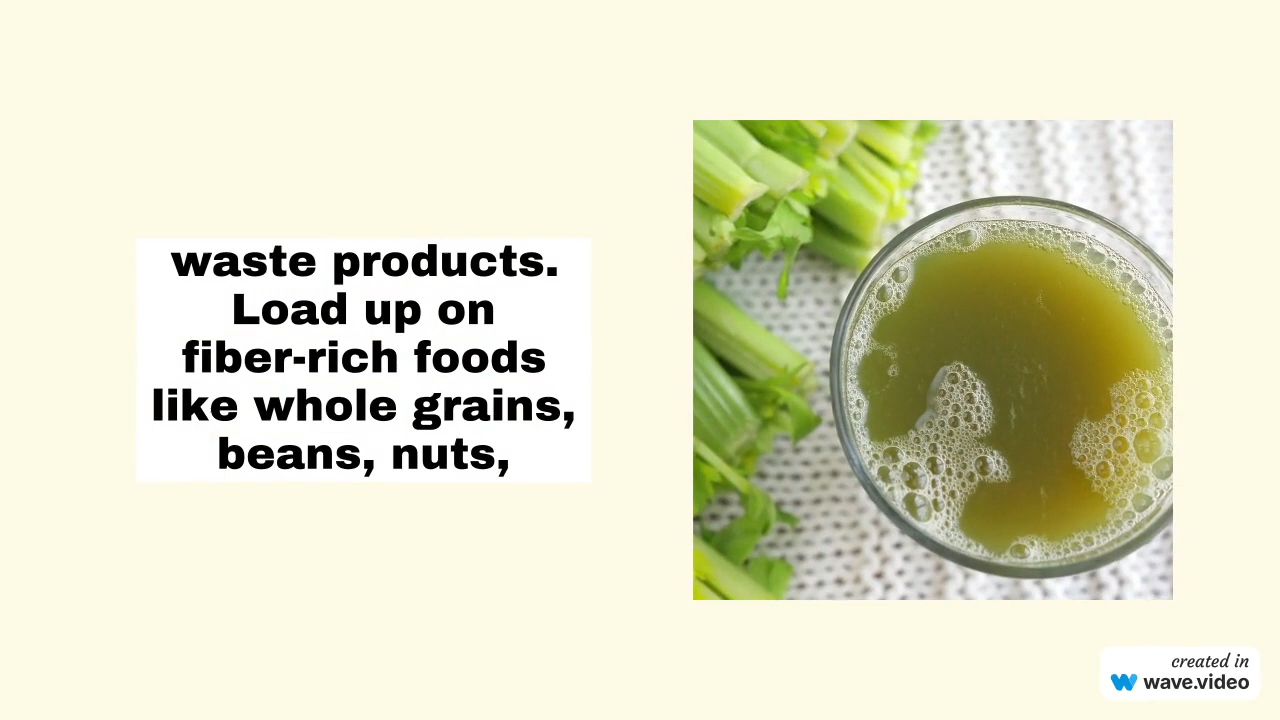 waste products.
Load up on
fiber-rich foods
like whole grains,
beans, nuts,
created in
wave.video